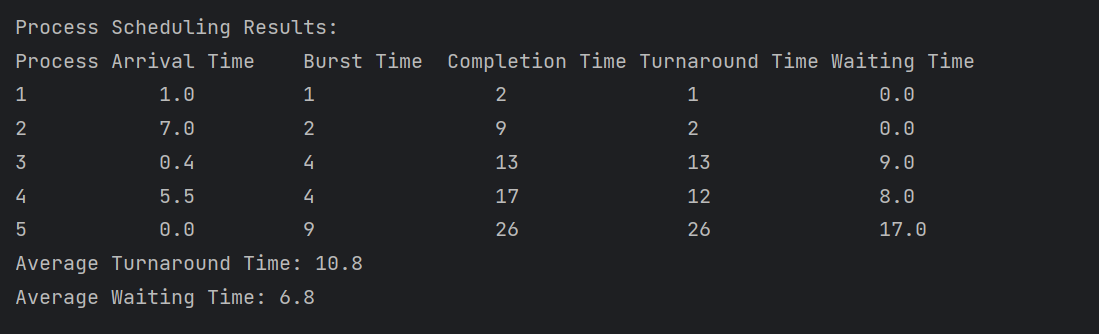 Process Scheduling Results:
Process Arrival Time    Burst Time  Completion Time Turnaround Time Waiting Time
1           1.0         1               2               1               0.0
2           7.0         2               9               2               0.0
3           0.4         4               13              13              9.0
4           5.5         4               17              12              8.0
5           0.0         9               26              26              17.0
Average Turnaround Time: 10.8
Average Waiting Time: 6.8